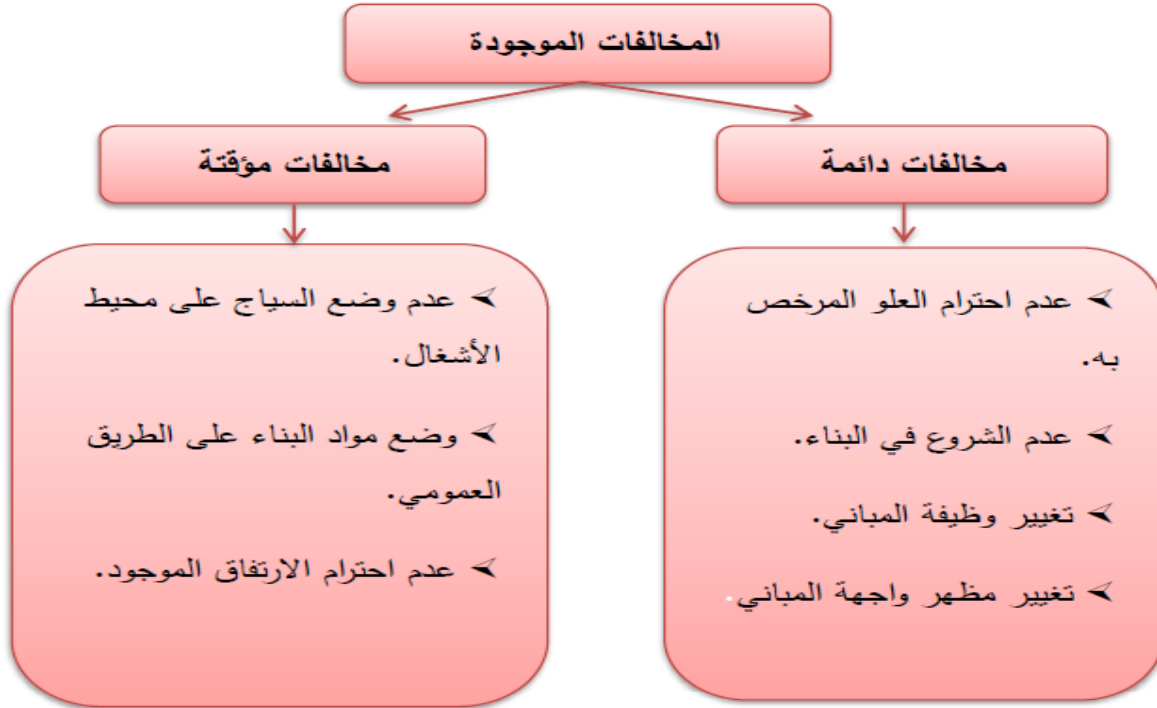 المخالفات الموجودة
مخالفات دائمة
مخالفات مؤقتة
➢ عدم احترام العلو المرخص
به.
➢ عدم الشروع في البناء.
➢ تغيير وظيفة المباني.
➢ تغيير مظهر واجهة المباني.
➢ عدم وضع السياج على محيط
الأشغال.
➢ وضع مواد البناء على الطريق
العمومي.
➢ عدم احترام الارتفاق الموجود.